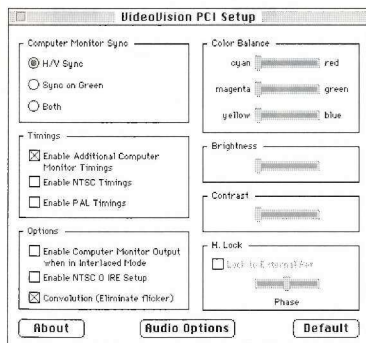 VideoVision PCI Setup
Computer Monitor Sync
H/V Sync
Sync on Green
Both
Timings
Enable Additional Computer
Monitor Timings
Enable NTSC Timings
Enable PAL Timings
Options
Enable Computer Monitor Output
when in Interlaced Mode
Enable NTSC 0 IRE Setup
Convolution (Eliminate flicker)
Color Balance
cyan red
magenta green
yellow blue
Brightness
Contrast
H. Lock
Lock to External
Phase
About
Audio Options
Default